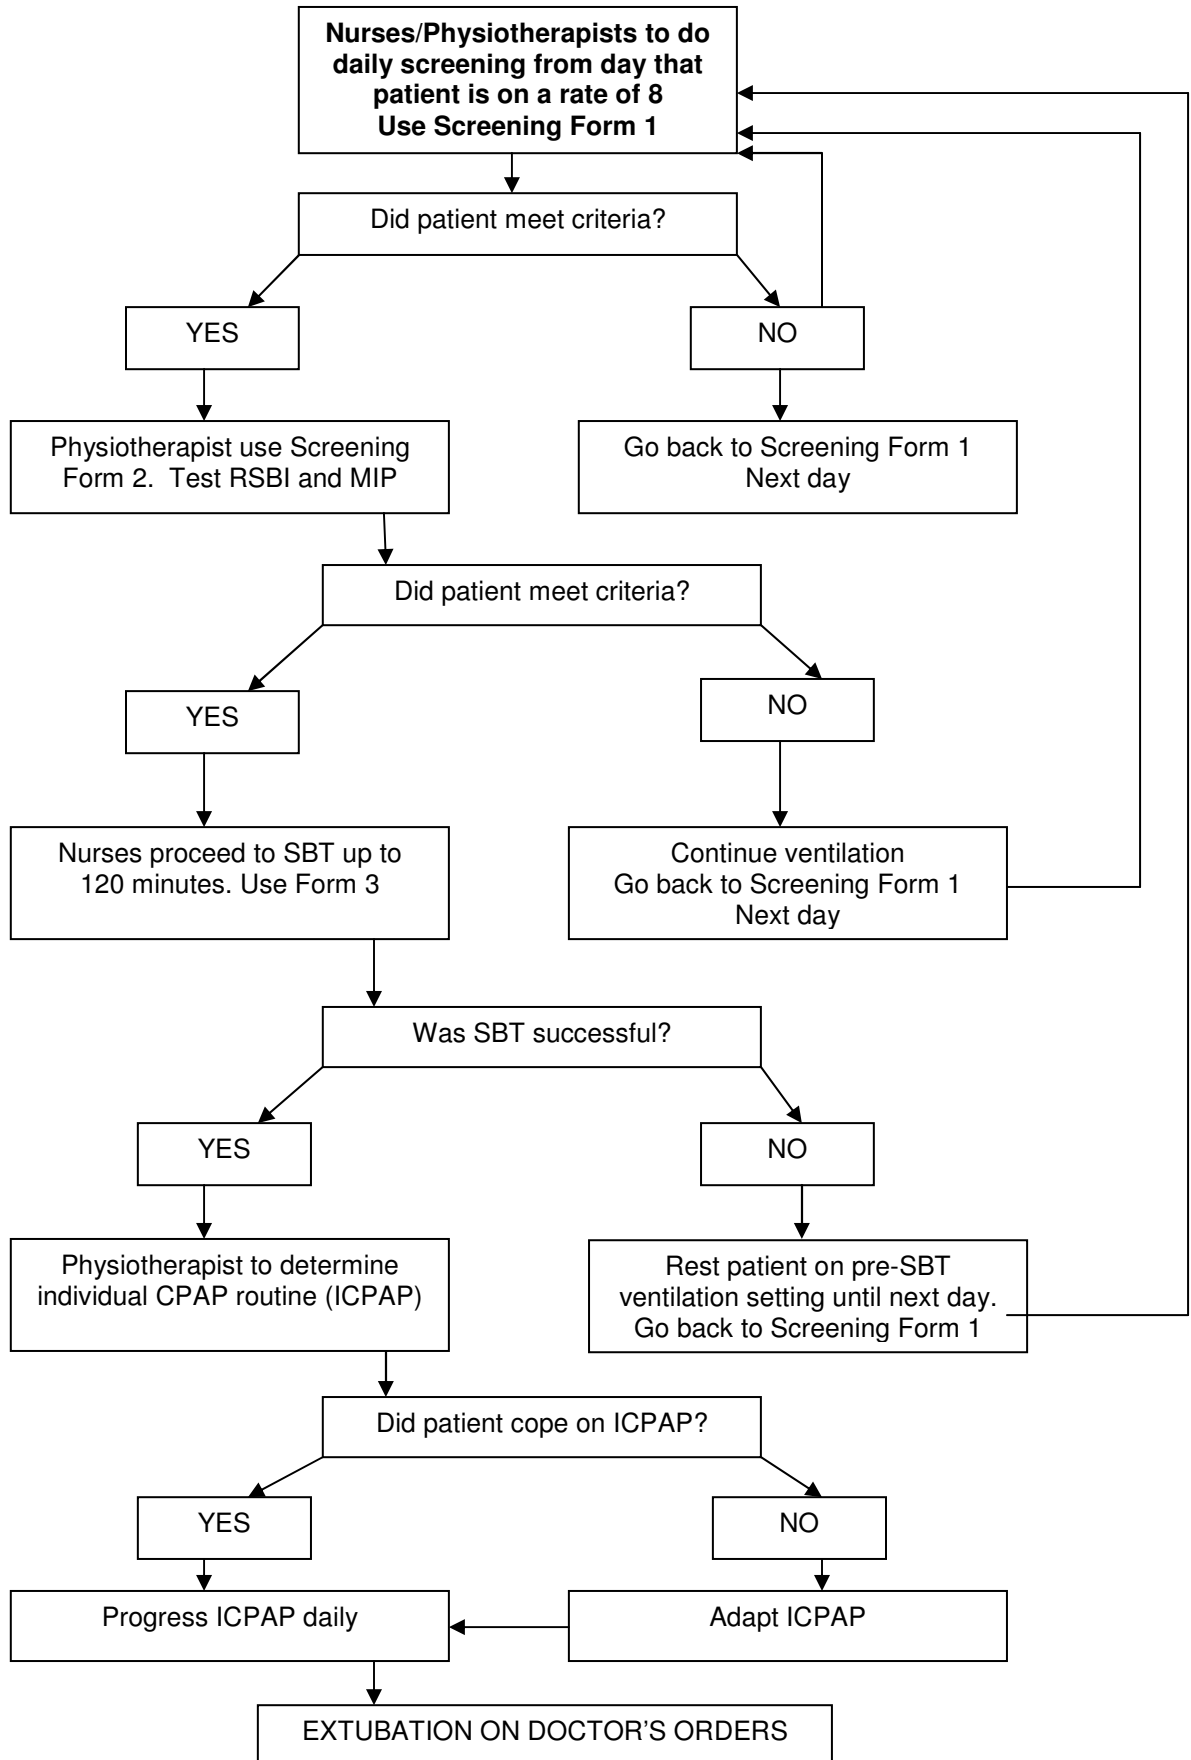 Nurses/Physiotherapists to do
daily screening from day that
patient is on a rate of 8
Use Screening Form 1
Did patient meet criteria?
YES
NO
Physiotherapist use Screening
Form 2.  Test RSBI and MIP
Go back to Screening Form 1
Next day
Did patient meet criteria?
YES
NO
Nurses proceed to SBT up to
120 minutes. Use Form 3
Continue ventilation
Go back to Screening Form 1
Next day
Was SBT successful?
YES
NO
Physiotherapist to determine
individual CPAP routine (ICPAP)
Rest patient on pre-SBT
ventilation setting until next day.
Go back to Screening Form 1
Did patient cope on ICPAP?
YES
NO
Progress ICPAP daily
Adapt ICPAP
EXTUBATION ON DOCTOR'S ORDERS